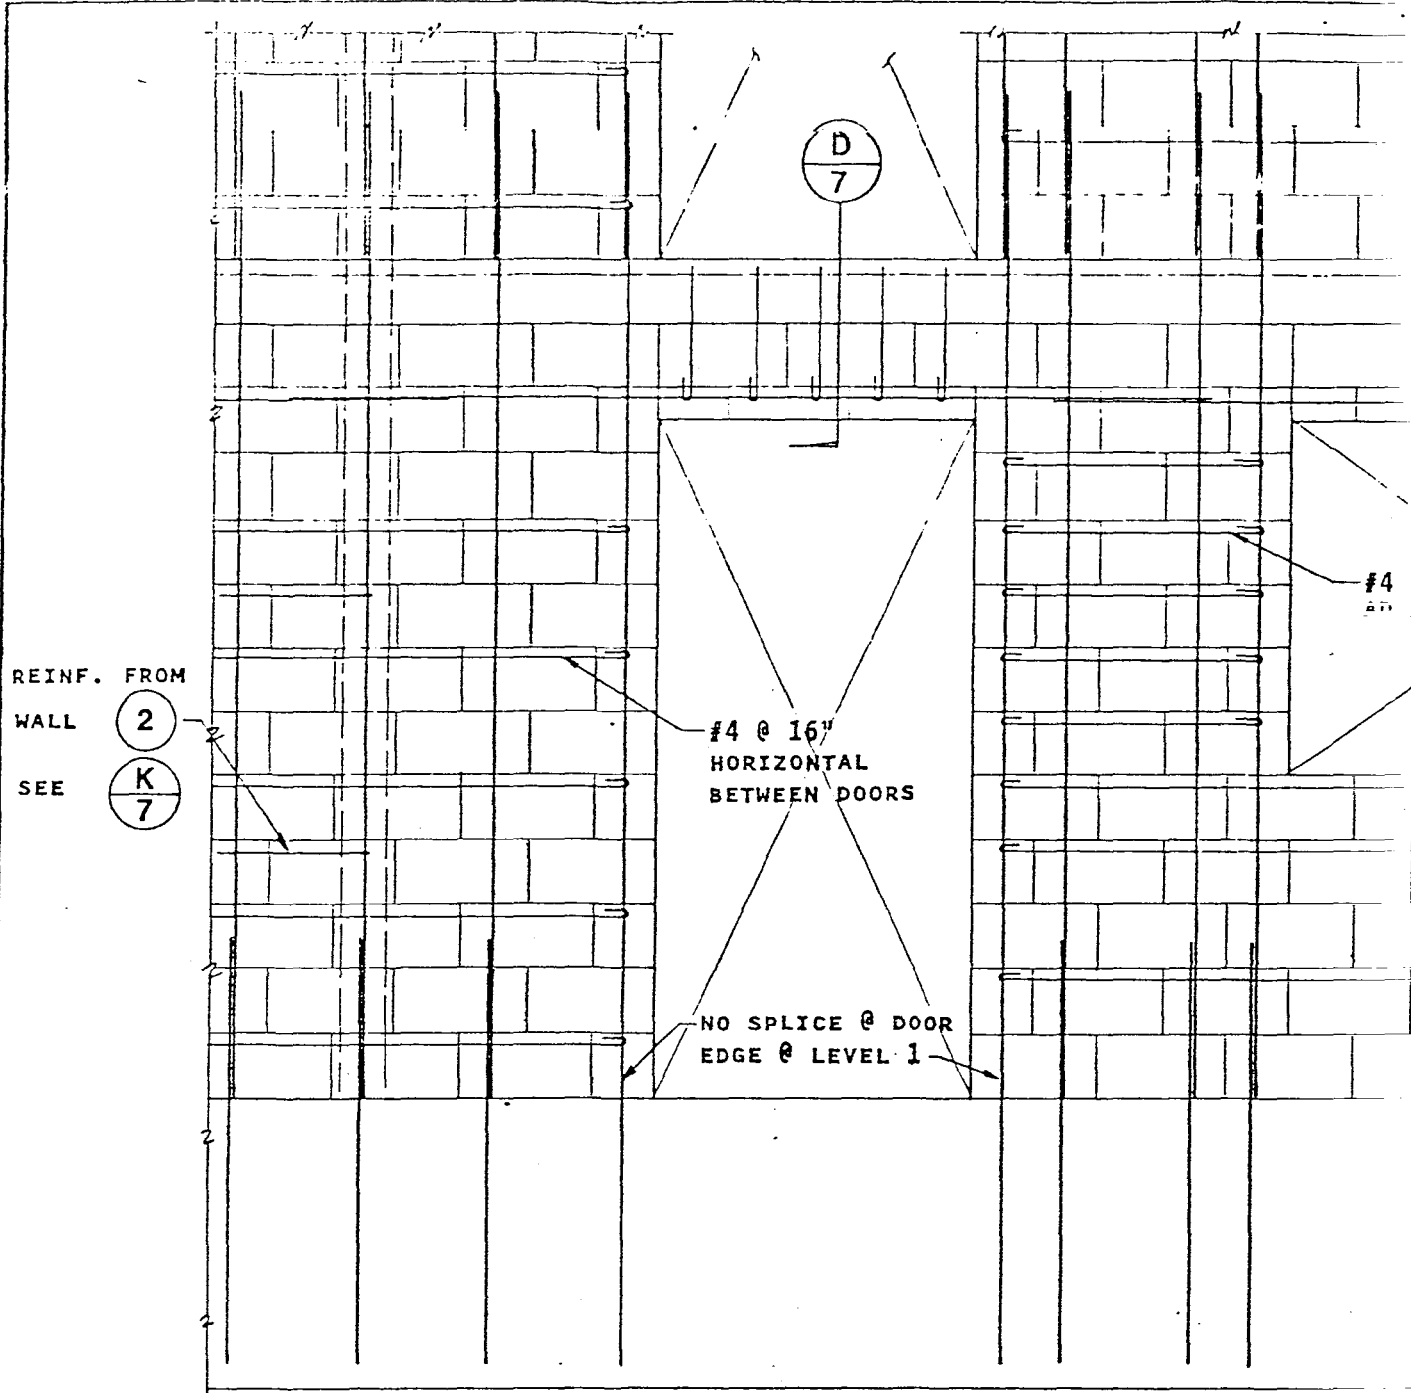 D
7
#4
REINF. FROM
WALL 2
SEE K
7
#4 @ 16"
HORIZONTAL
BETWEEN DOORS
NO SPLICE @ DOOR
EDGE @ LEVEL 1